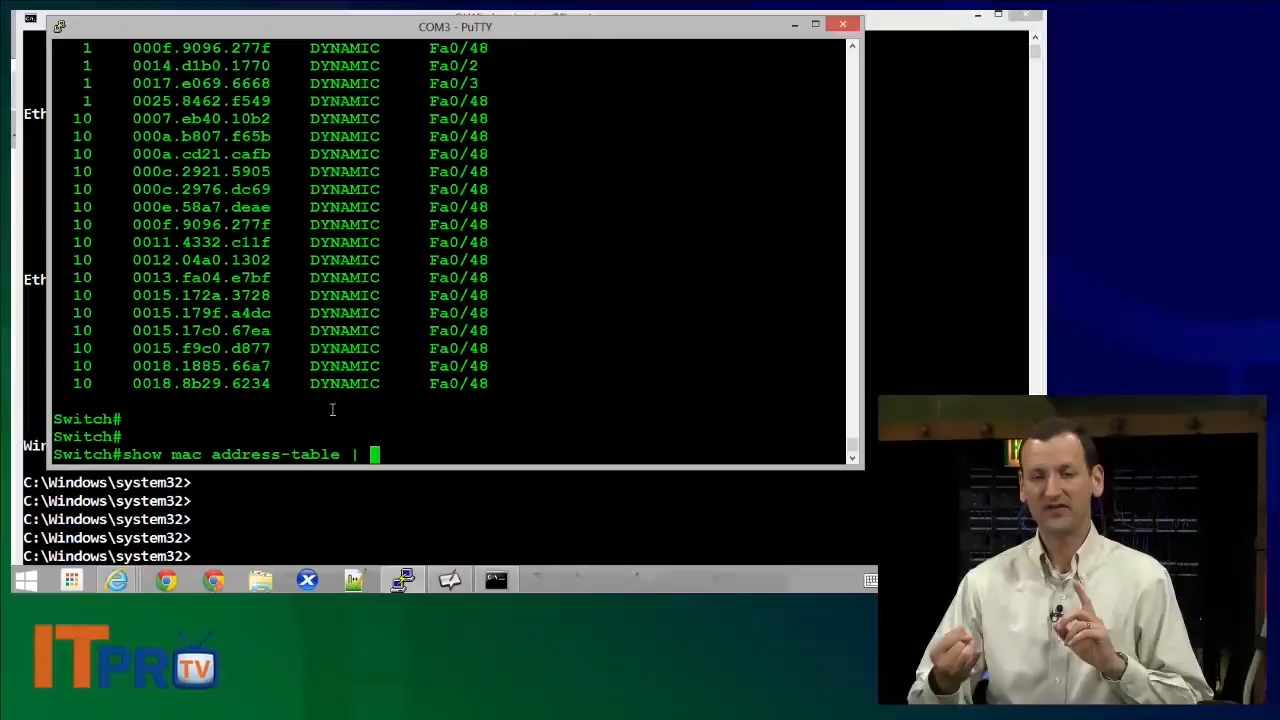 COM3 - PuTTY
1 000f.9096.277f DYNAMIC Fa0/48
1 0014.d1b0.1770 DYNAMIC Fa0/2
1 0017.e069.6668 DYNAMIC Fa0/3
1 0025.8462.f549 DYNAMIC Fa0/48
10 0007.eb40.10b2 DYNAMIC Fa0/48
10 000a.b807.f65b DYNAMIC Fa0/48
10 000a.cd21.cafb DYNAMIC Fa0/48
10 000c.2921.5905 DYNAMIC Fa0/48
10 000c.2976.dc69 DYNAMIC Fa0/48
10 000e.58a7.deae DYNAMIC Fa0/48
10 000f.9096.277f DYNAMIC Fa0/48
10 0011.4332.c11f DYNAMIC Fa0/48
10 0012.04a0.1302 DYNAMIC Fa0/48
10 0013.fa04.e7bf DYNAMIC Fa0/48
10 0015.172a.3728 DYNAMIC Fa0/48
10 0015.179f.a4dc DYNAMIC Fa0/48
10 0015.17c0.67ea DYNAMIC Fa0/48
10 0015.f9c0.d877 DYNAMIC Fa0/48
10 0018.1885.66a7 DYNAMIC Fa0/48
10 0018.8b29.6234 DYNAMIC Fa0/48
Switch#
Switch#
Switch#show mac address-table |
Eth
Eth
Win
C:\Windows\system32>
C:\Windows\system32>
C:\Windows\system32>
C:\Windows\system32>
C:\Windows\system32>
ITPRO TV